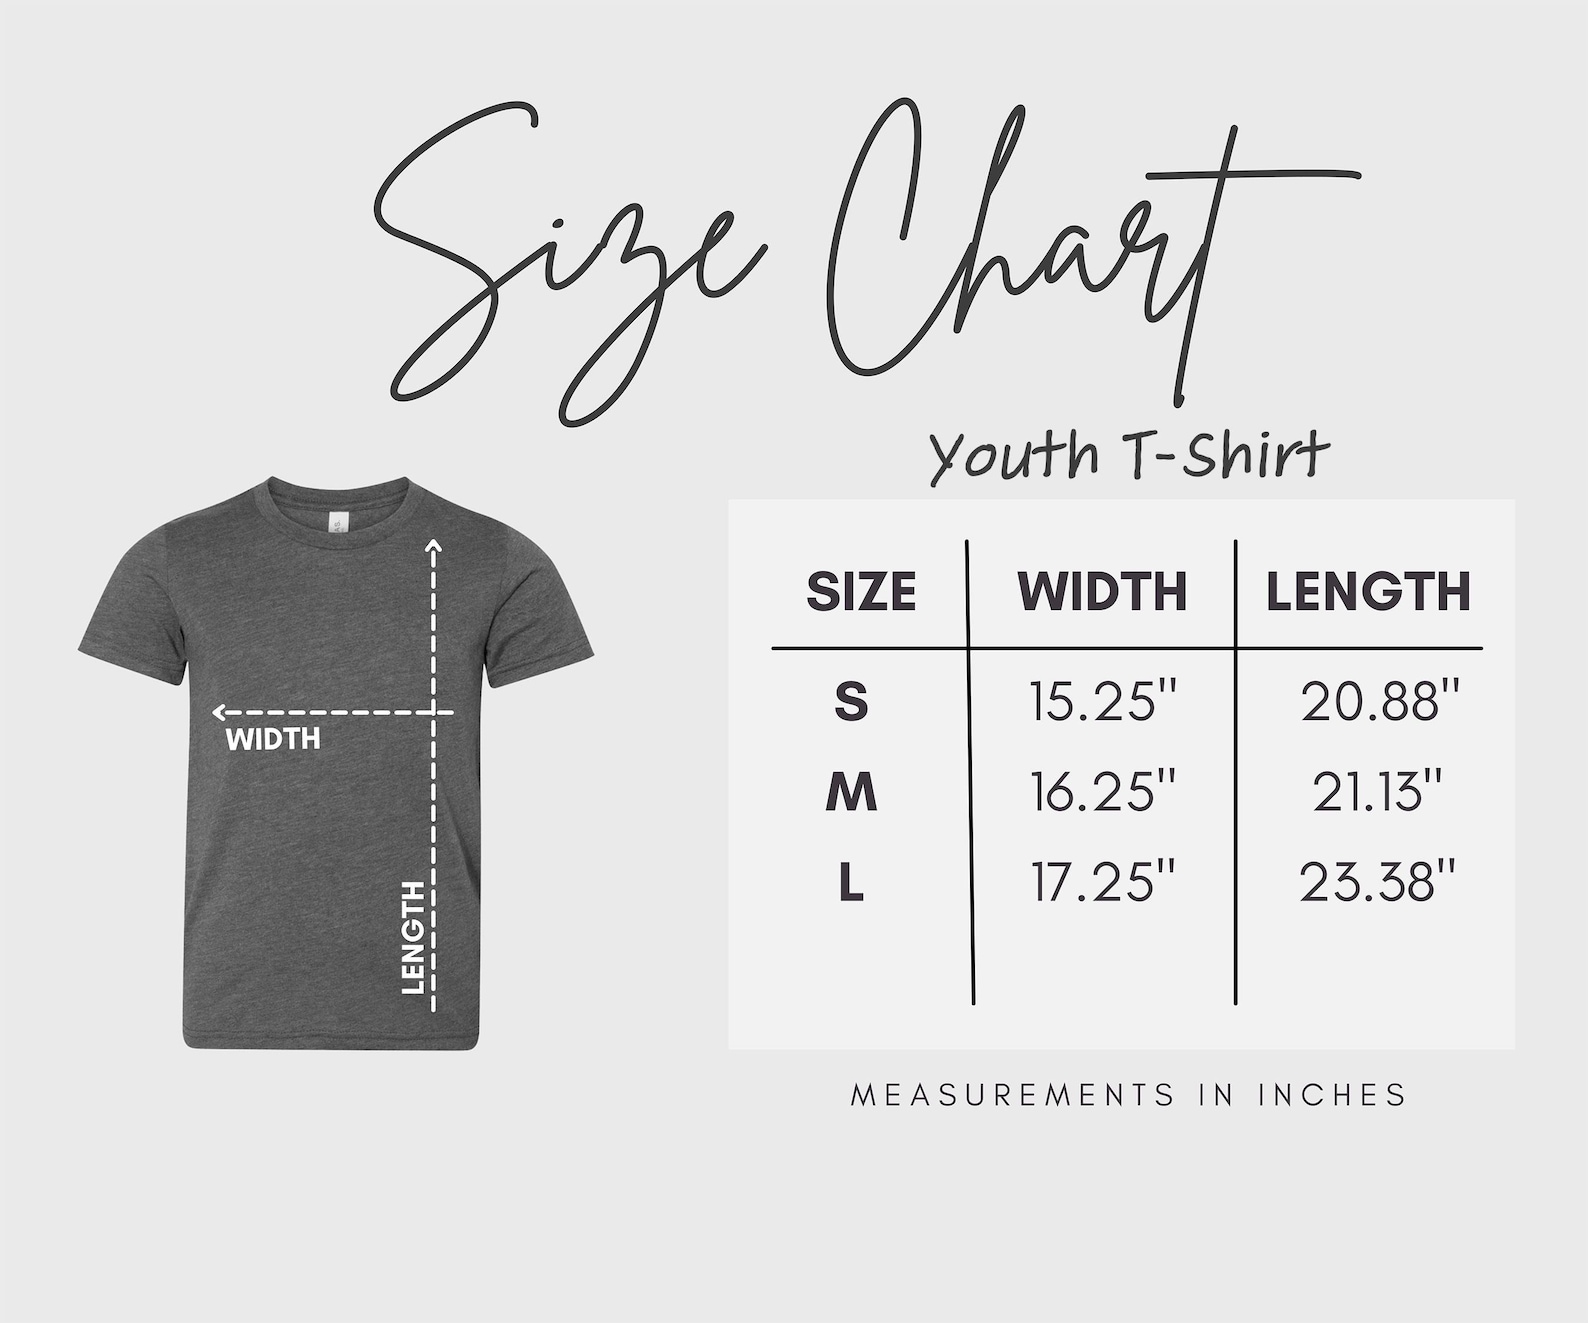 Size Chart
Youth T-Shirt
SIZE WIDTH LENGTH
S 15.25" 20.88"
M 16.25" 21.13"
L 17.25" 23.38"
MEASUREMENTS IN INCHES
WIDTH
LENGTH